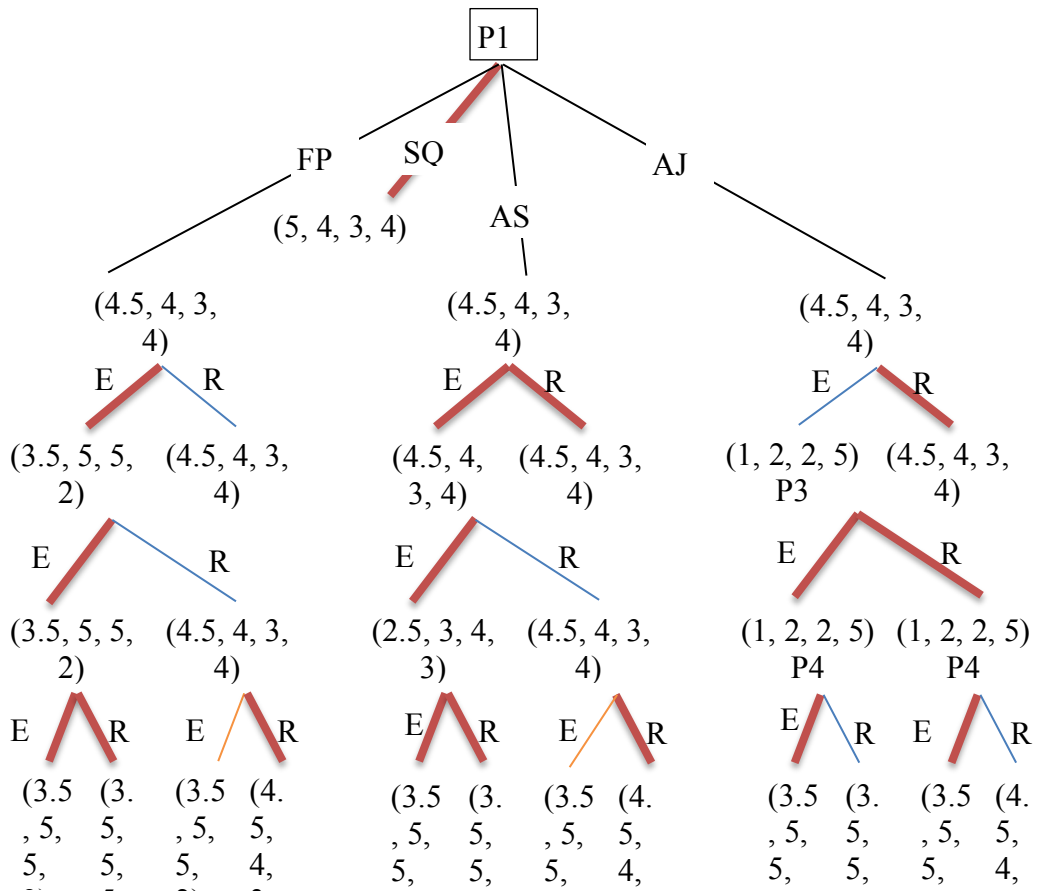 P1
FP
SQ
AJ
AS
(5, 4, 3, 4)
(4.5, 4, 3,
4)
(4.5, 4, 3,
4)
(4.5, 4, 3,
4)
E
R
E
R
E
R
(3.5, 5, 5,
2)
(4.5, 4, 3,
4)
(4.5, 4,
3, 4)
(4.5, 4, 3,
4)
(1, 2, 2, 5)
P3
(4.5, 4, 3,
4)
E
R
E
R
E
R
(3.5, 5, 5,
2)
(4.5, 4, 3,
4)
(2.5, 3, 4,
3)
(4.5, 4, 3,
4)
(1, 2, 2, 5)
P4
(1, 2, 2, 5)
P4
E
R
E
R
E
R
E
R
E
R
E
R
(3.5
, 5,
5,
(3.
5,
5,
(3.5
, 5,
5,
(4.
5,
4,
(3.5
, 5,
5,
(3.
5,
5,
(3.5
, 5,
5,
(4.
5,
4,
(3.5
, 5,
5,
(3.
5,
5,
(3.5
, 5,
5,
(4.
5,
4,